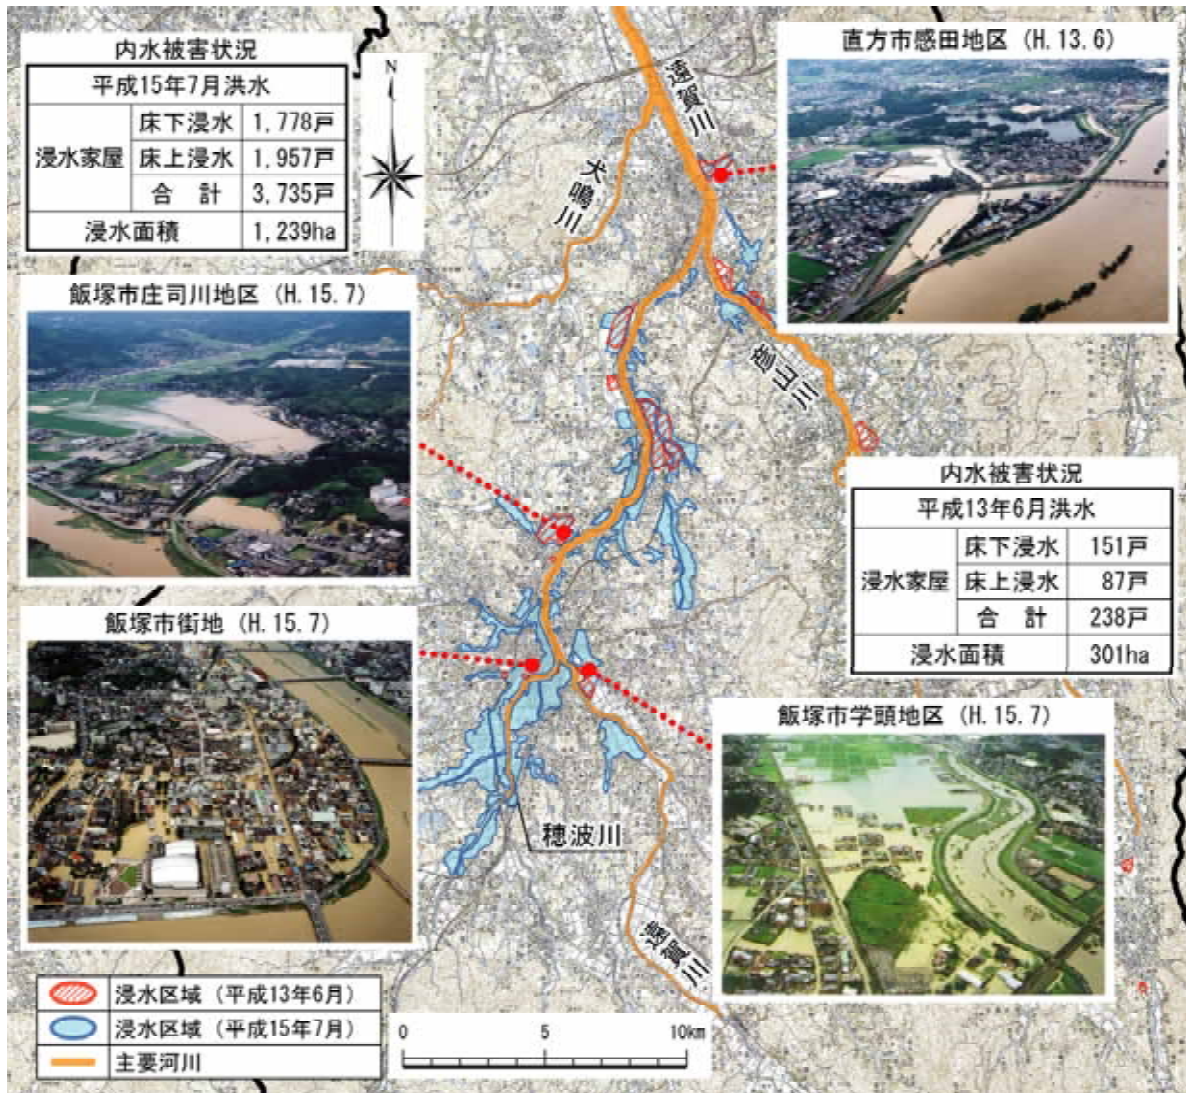 内水被害状況
平成15年7月洪水
浸水家屋 床下浸水 1,778戸
床上浸水 1,957戸
合 計 3,735戸
浸水面積 1,239ha
N
遠賀川
犬鳴川
直方市感田地区 (H.13.6)
飯塚市庄司川地区 (H.15.7)
彦山川
内水被害状況
平成13年6月洪水
浸水家屋 床下浸水 151戸
床上浸水 87戸
合 計 238戸
浸水面積 301ha
飯塚市街地 (H.15.7)
飯塚市学頭地区 (H.15.7)
穂波川
遠賀川
浸水区域 (平成13年6月)
浸水区域 (平成15年7月)
主要河川
0 5 10km